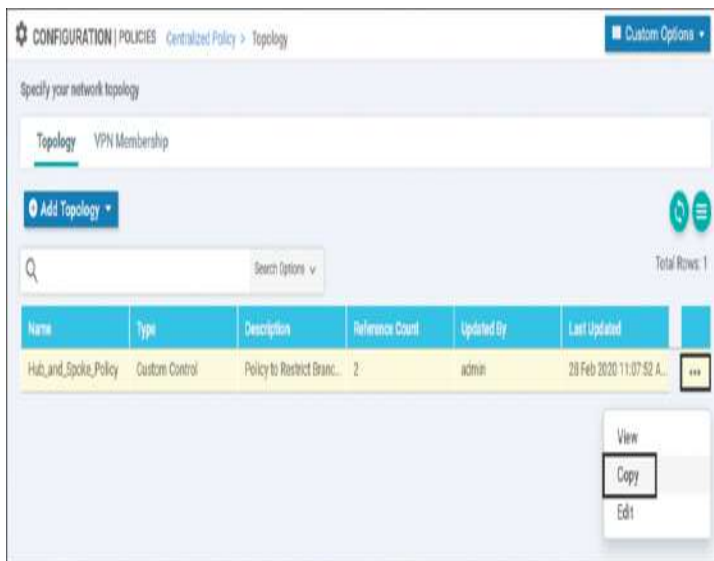 CONFIGURATION | POLICIES Centralized Policy > Topology
Custom Options
Specify your network topology
Topology VPN Membership
Add Topology
Search Options
Total Rows: 1
Name Type Description Reference Count Updated By Last Updated
Hub_and_Spoke_Policy Custom Control Policy to Restrict Branc... 2 admin 28 Feb 2020 11:07:52 A...
View
Copy
Edit